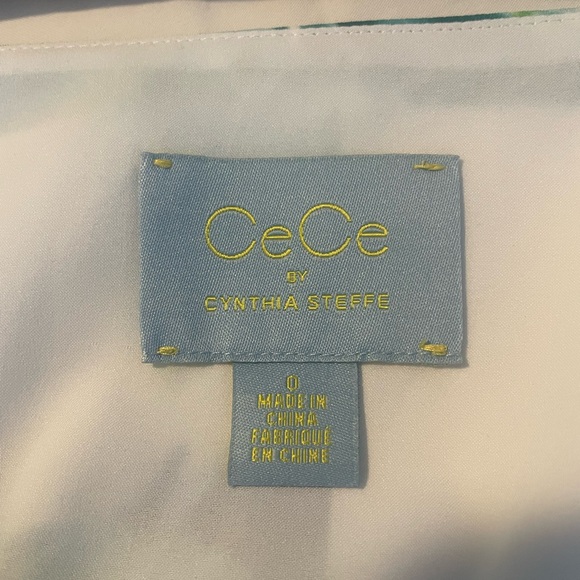 CeCe
BY
CYNTHIA STEFFE
0
MADE IN
CHINA
FABRIQUÉ
EN CHINE